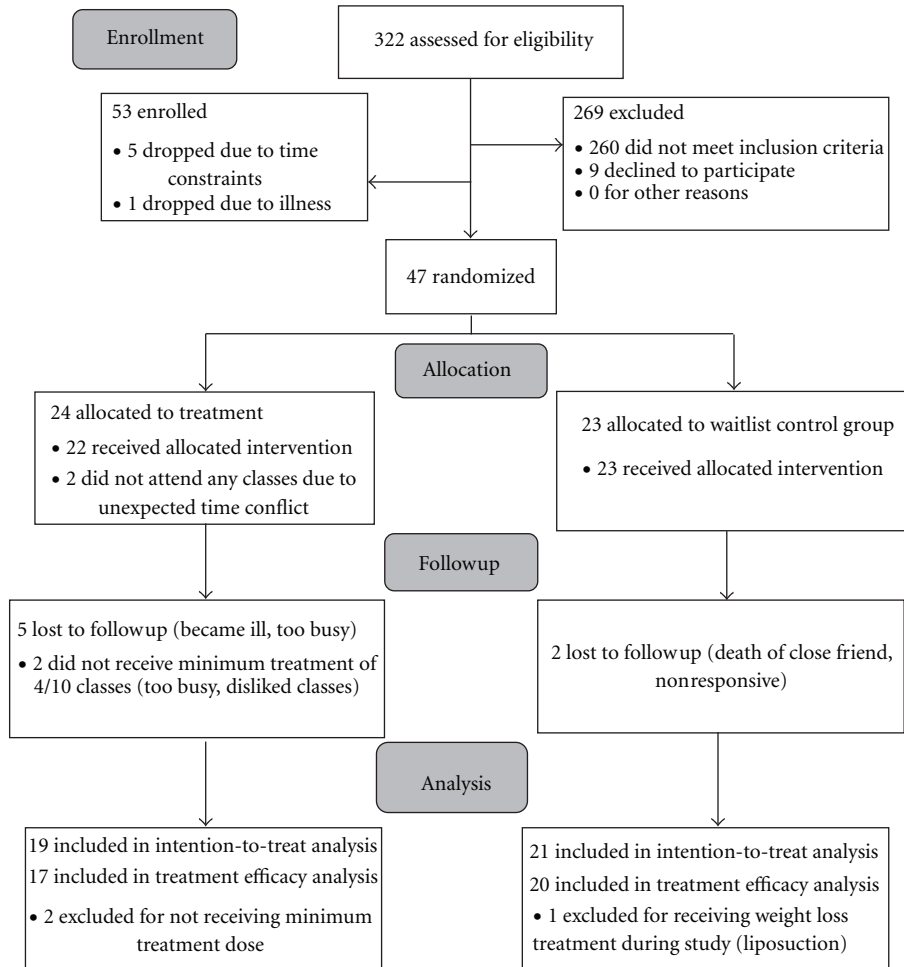 Enrollment
322 assessed for eligibility
53 enrolled
• 5 dropped due to time
constraints
• 1 dropped due to illness
269 excluded
• 260 did not meet inclusion criteria
• 9 declined to participate
• 0 for other reasons
47 randomized
Allocation
24 allocated to treatment
• 22 received allocated intervention
• 2 did not attend any classes due to
unexpected time conflict
23 allocated to waitlist control group
• 23 received allocated intervention
Followup
5 lost to followup (became ill, too busy)
• 2 did not receive minimum treatment of
4/10 classes (too busy, disliked classes)
2 lost to followup (death of close friend,
nonresponsive)
Analysis
19 included in intention-to-treat analysis
17 included in treatment efficacy analysis
• 2 excluded for not receiving minimum
treatment dose
21 included in intention-to-treat analysis
20 included in treatment efficacy analysis
• 1 excluded for receiving weight loss
treatment during study (liposuction)